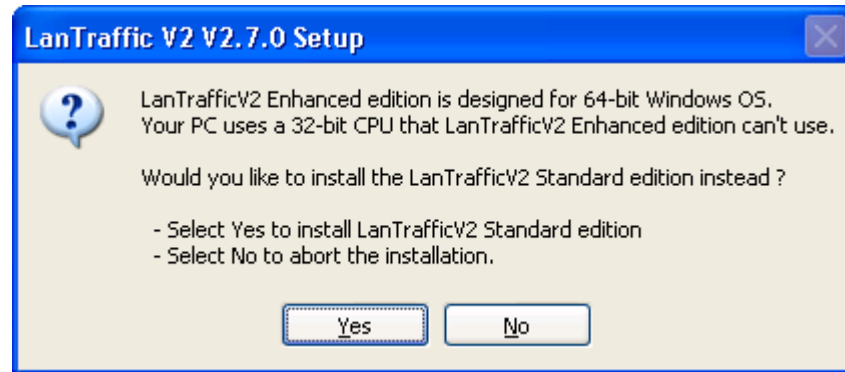 LanTraffic V2 V2.7.0 Setup
LanTrafficV2 Enhanced edition is designed for 64-bit Windows OS.
Your PC uses a 32-bit CPU that LanTrafficV2 Enhanced edition can't use.
Would you like to install the LanTrafficV2 Standard edition instead ?
- Select Yes to install LanTrafficV2 Standard edition
- Select No to abort the installation.
Yes No